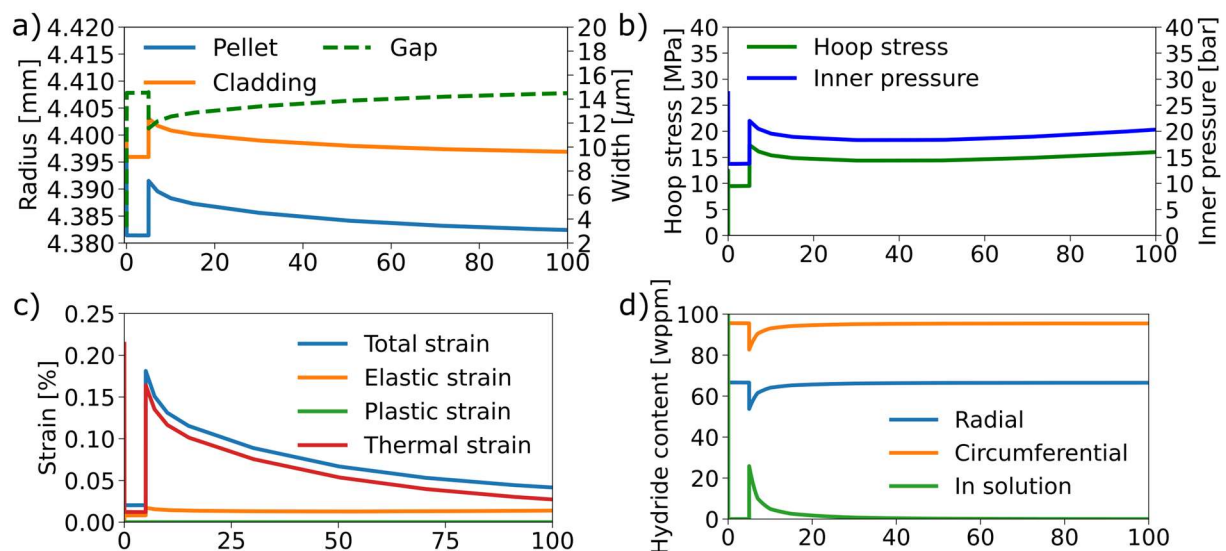 a)
4.420
4.415
4.410
4.405
4.400
4.395
4.390
4.385
4.380
Radius [mm]
Pellet
Cladding
Gap
20
18
16
14
12
10
8
6
4
2
Width [μm]
0 20 40 60 80 100
b)
40
35
30
25
20
15
10
5
0
Hoop stress [MPa]
Hoop stress
Inner pressure
40
35
30
25
20
15
10
5
0
Inner pressure [bar]
0 20 40 60 80 100
c)
0.25
0.20
0.15
0.10
0.05
0.00
Strain [%]
Total strain
Elastic strain
Plastic strain
Thermal strain
0 25 50 75 100
d)
100
80
60
40
20
0
Hydride content [wppm]
Radial
Circumferential
In solution
0 20 40 60 80 100